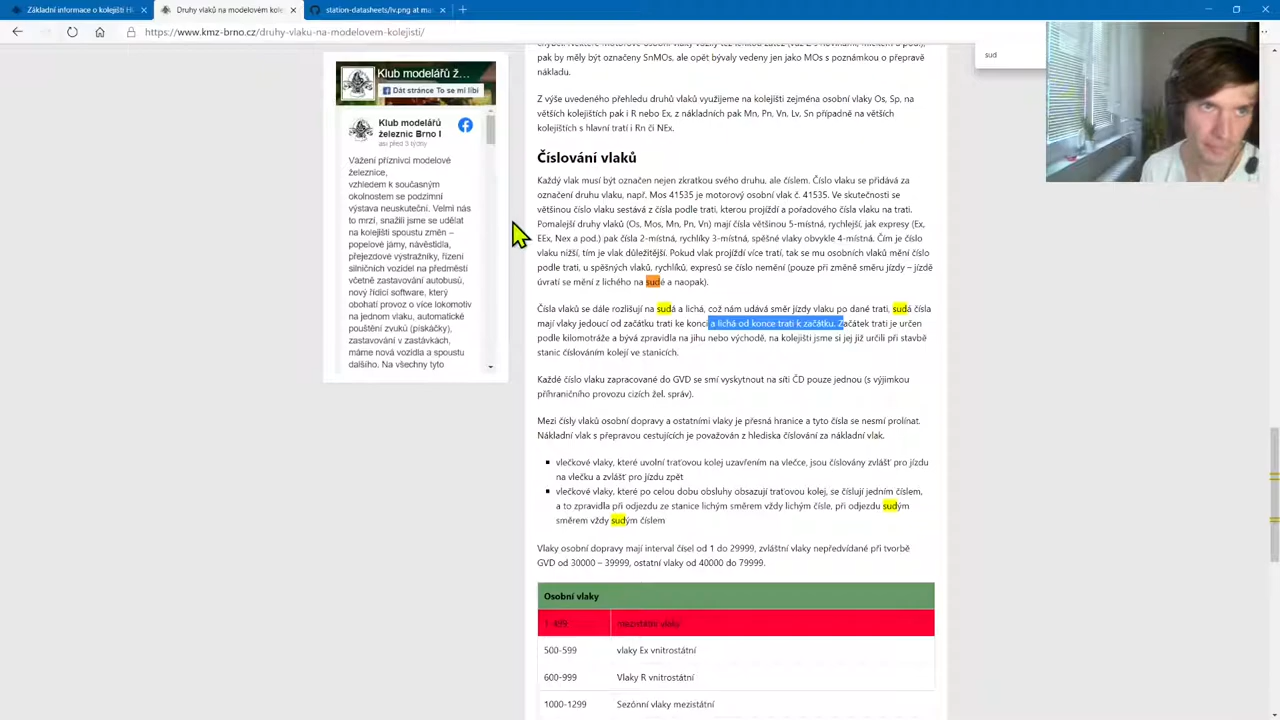 Základní informace o kolejišti H
Druhy vlaků na modelovém kole
station-datasheets/lv.png at ma
https://www.kmz-brno.cz/druhy-vlaku-na-modelovem-kolejisti/
sud
Klub modelářů ž...
Dát stránce To se mi líbí
Klub modelářů
železnic Brno I
asi před 3 týdny
Vážení příznivci modelové
železnice,
vzhledem k současným
okolnostem se podzimní
výstava neuskuteční. Velmi nás
to mrzí, snažili jsme se udělat
na kolejišti spoustu změn –
popelové jámy, návěstidla,
přejezdové výstražníky, řízení
silničních vozidel na předměstí
včetně zastavování autobusů,
nový řídicí software, který
obohatí provoz o více lokomotiv
na jednom vlaku, automatické
pouštění zvuků (pískačky),
zastavování v zastávkách,
máme nová vozidla a spoustu
dalšího. Na všechny tyto
pak by měly být označeny SnMOs, ale opět bývaly vedeny jen jako MOs s poznámkou o přepravě
nákladu.
Z výše uvedeného přehledu druhů vlaků využijeme na kolejišti zejména osobní vlaky Os, Sp, na
větších kolejištích pak i R nebo Ex, z nákladních pak Mn, Pn, Vn, Lv, Sn případně na větších
kolejištích s hlavní tratí i Rn či NEx.
Číslování vlaků
Každý vlak musí být označen nejen zkratkou svého druhu, ale číslem. Číslo vlaku se přidává za
označení druhu vlaku, např. Mos 41535 je motorový osobní vlak č. 41535. Ve skutečnosti se
většinou číslo vlaku sestává z čísla podle trati, kterou projíždí a pořadového čísla vlaku na trati.
Pomalejší druhy vlaků (Os, Mos, Mn, Pn, Vn) mají čísla většinou 5-místná, rychlejší, jak expresy (Ex,
EEx, Nex a pod.) pak čísla 2-místná, rychlíky 3-místná, spěšné vlaky obvykle 4-místná. Čím je číslo
vlaku nižší, tím je vlak důležitější. Pokud vlak projíždí více tratí, tak se mu osobních vlaků mění číslo
podle trati, u spěšných vlaků, rychlíků, expresů se číslo nemění (pouze při změně směru jízdy – jízdě
úvratí se mění z lichého na sudé a naopak).
Čísla vlaků se dále rozlišují na sudá a lichá, což nám udává směr jízdy vlaku po dané trati, sudá čísla
mají vlaky jedoucí od začátku trati ke konci a lichá od konce trati k začátku. Začátek trati je určen
podle kilometráže a bývá zpravidla na jihu nebo východě, na kolejišti jsme si jej již určili při stavbě
stanic číslováním kolejí ve stanicích.
Každé číslo vlaku zapracované do GVD se smí vyskytnout na síti ČD pouze jednou (s výjimkou
příhraničního provozu cizích žel. správ).
Mezi čísly vlaků osobní dopravy a ostatními vlaky je přesná hranice a tyto čísla se nesmí prolínat.
Nákladní vlak s přepravou cestujících je považován z hlediska číslování za nákladní vlak.
vlečkové vlaky, které uvolní traťovou kolej uzavřením na vlečce, jsou číslovány zvlášť pro jízdu
na vlečku a zvlášť pro jízdu zpět
vlečkové vlaky, které po celou dobu obsluhy obsazují traťovou kolej, se číslují jedním číslem,
a to zpravidla při odjezdu ze stanice lichým směrem vždy lichým čísle, při odjezdu sudým
směrem vždy sudým číslem
Vlaky osobní dopravy mají interval čísel od 1 do 29999, zvláštní vlaky nepředvídané při tvorbě
GVD od 30000 – 39999, ostatní vlaky od 40000 do 79999.
Osobní vlaky
1-499 mezistátní vlaky
500-599 vlaky Ex vnitrostátní
600-999 Vlaky R vnitrostátní
1000-1299 Sezónní vlaky mezistátní